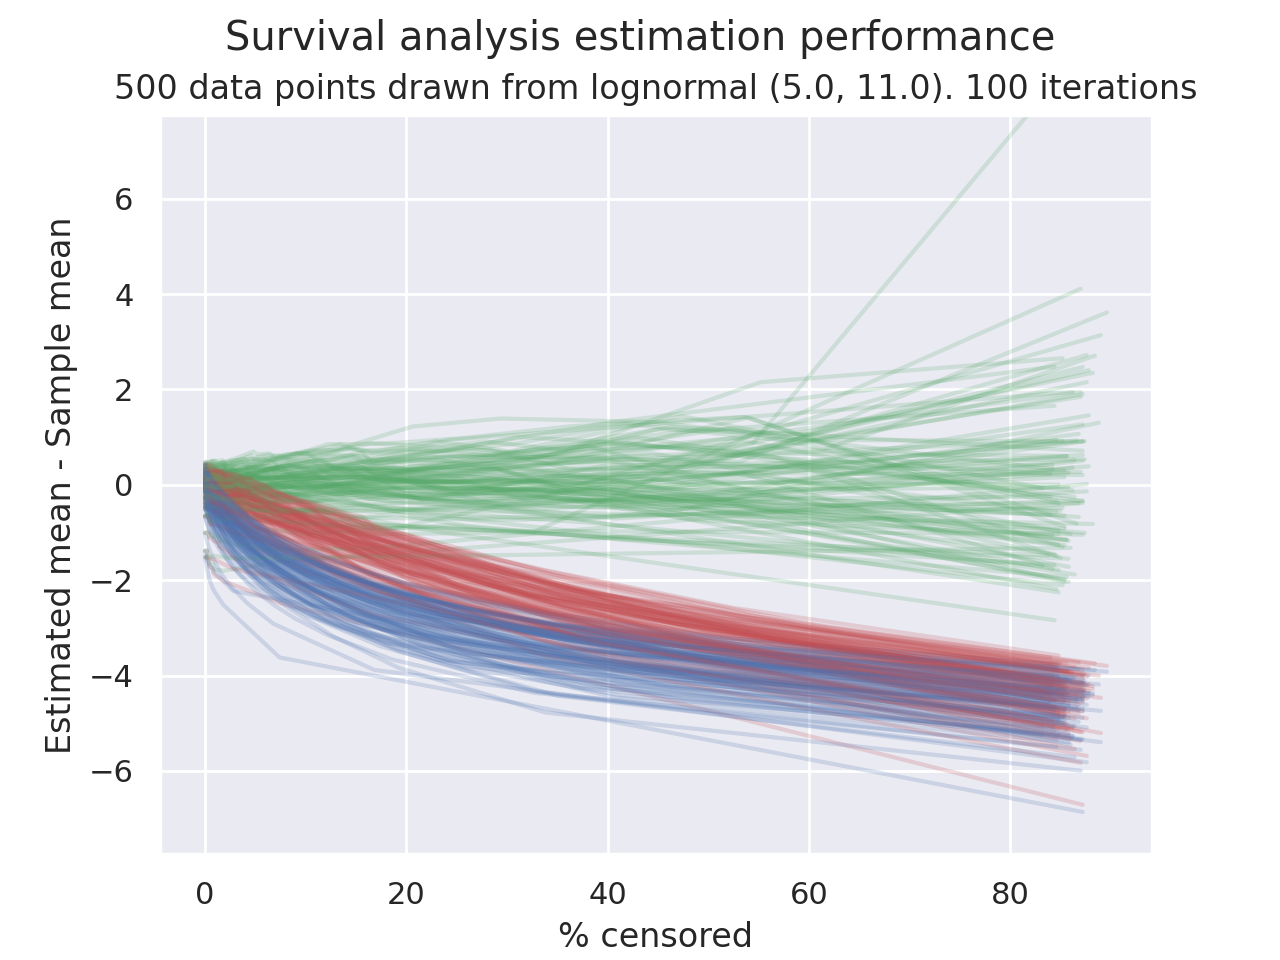 Survival analysis estimation performance
500 data points drawn from lognormal (5.0, 11.0). 100 iterations
Estimated mean - Sample mean
6
4
2
0
−2
−4
−6
0 20 40 60 80
% censored